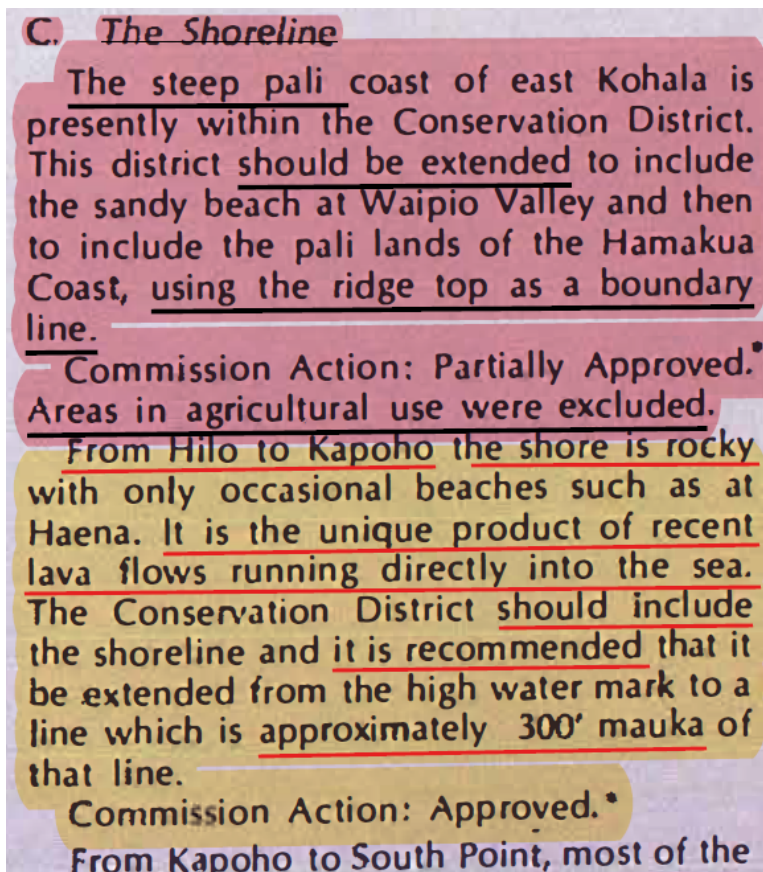 C. The Shoreline
The steep pali coast of east Kohala is
presently within the Conservation District.
This district should be extended to include
the sandy beach at Waipio Valley and then
to include the pali lands of the Hamakua
Coast, using the ridge top as a boundary
line.
Commission Action: Partially Approved.*
Areas in agricultural use were excluded.
From Hilo to Kapoho the shore is rocky
with only occasional beaches such as at
Haena. It is the unique product of recent
lava flows running directly into the sea.
The Conservation District should include
the shoreline and it is recommended that it
be extended from the high water mark to a
line which is approximately 300' mauka of
that line.
Commission Action: Approved.*
From Kapoho to South Point, most of the